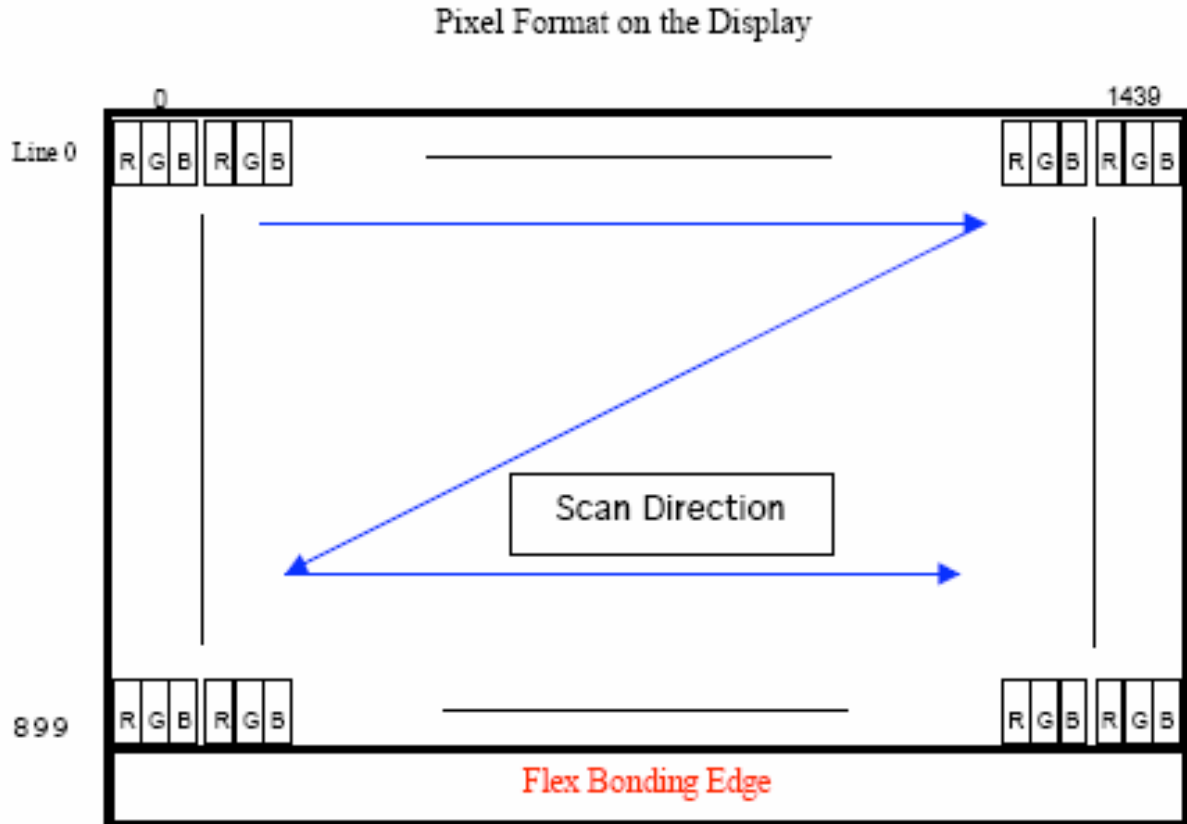 Pixel Format on the Display
0 1439
Line 0 R G B R G B R G B R G B
Scan Direction
899 R G B R G B R G B R G B
Flex Bonding Edge